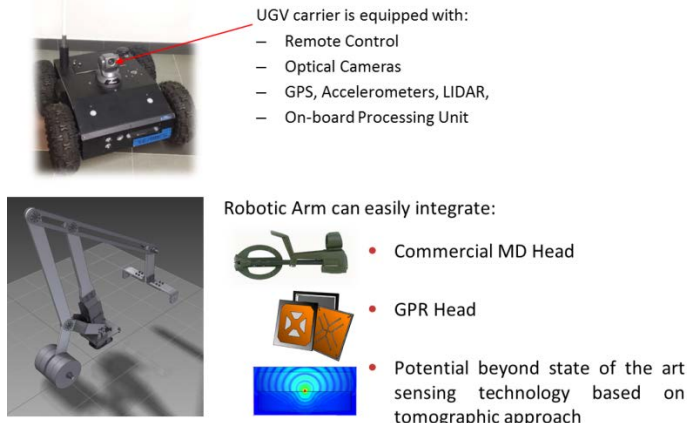 UGV carrier is equipped with:
– Remote Control
– Optical Cameras
– GPS, Accelerometers, LIDAR,
– On-board Processing Unit
Robotic Arm can easily integrate:
• Commercial MD Head
• GPR Head
• Potential beyond state of the art
sensing technology based on
tomographic approach